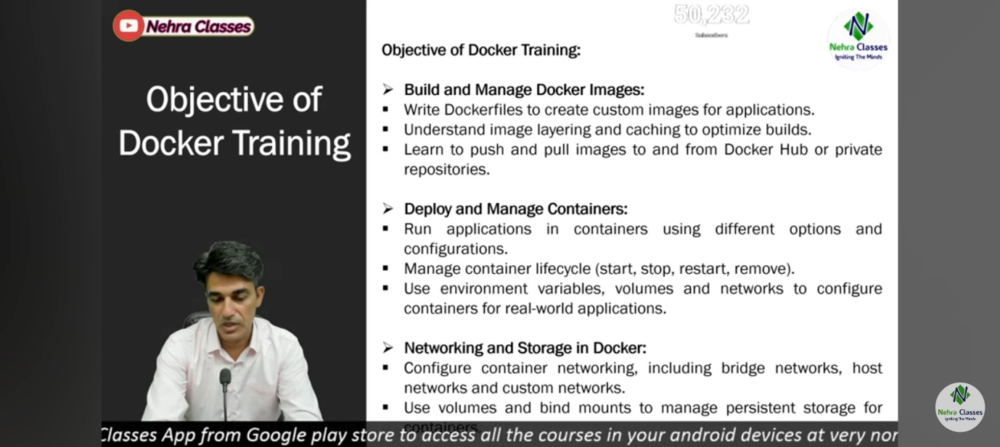 Nehra Classes
50,232
Subscribers
Nehra Classes
Igniting The Minds
Objective of
Docker Training
Objective of Docker Training:
➢ Build and Manage Docker Images:
▪ Write Dockerfiles to create custom images for applications.
▪ Understand image layering and caching to optimize builds.
▪ Learn to push and pull images to and from Docker Hub or private
repositories.
➢ Deploy and Manage Containers:
▪ Run applications in containers using different options and
configurations.
▪ Manage container lifecycle (start, stop, restart, remove).
▪ Use environment variables, volumes and networks to configure
containers for real-world applications.
➢ Networking and Storage in Docker:
▪ Configure container networking, including bridge networks, host
networks and custom networks.
▪ Use volumes and bind mounts to manage persistent storage for
containers.
Classes App from Google play store to access all the courses in your android devices at very nor
Nehra Classes
Igniting The Minds